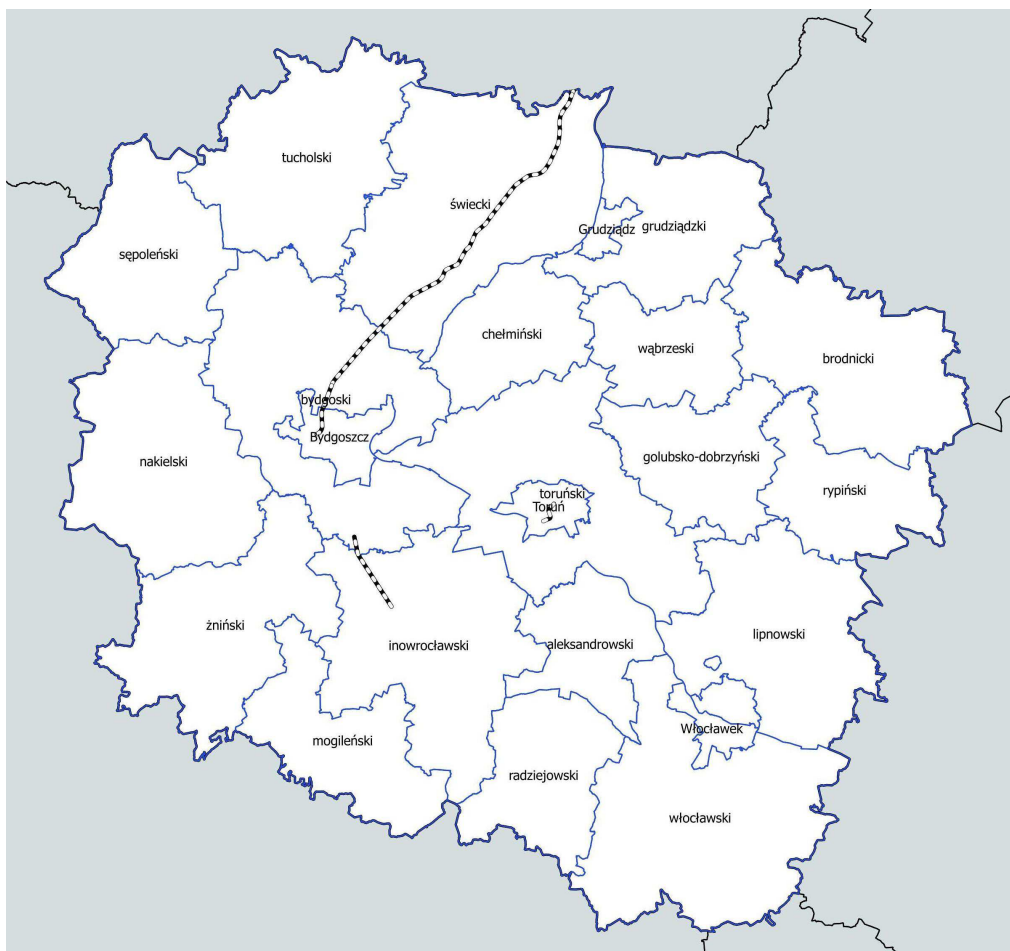 tucholski
świecki
Grudziądz
grudziądzki
sępoleński
chełmiński
wąbrzeski
brodnicki
bydgoski
Bydgoszcz
nakielski
golubsko-dobrzyński
rypiński
toruński
Toruń
żniński
inowrocławski
aleksandrowski
lipnowski
mogileński
Włocławek
radziejowski
włocławski